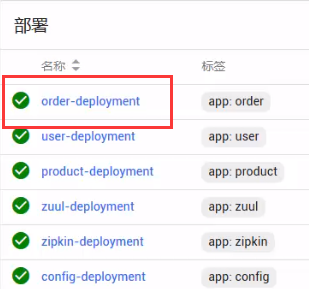 部署
名称 标签
order-deployment app: order
user-deployment app: user
product-deployment app: product
zuul-deployment app: zuul
zipkin-deployment app: zipkin
config-deployment app: config